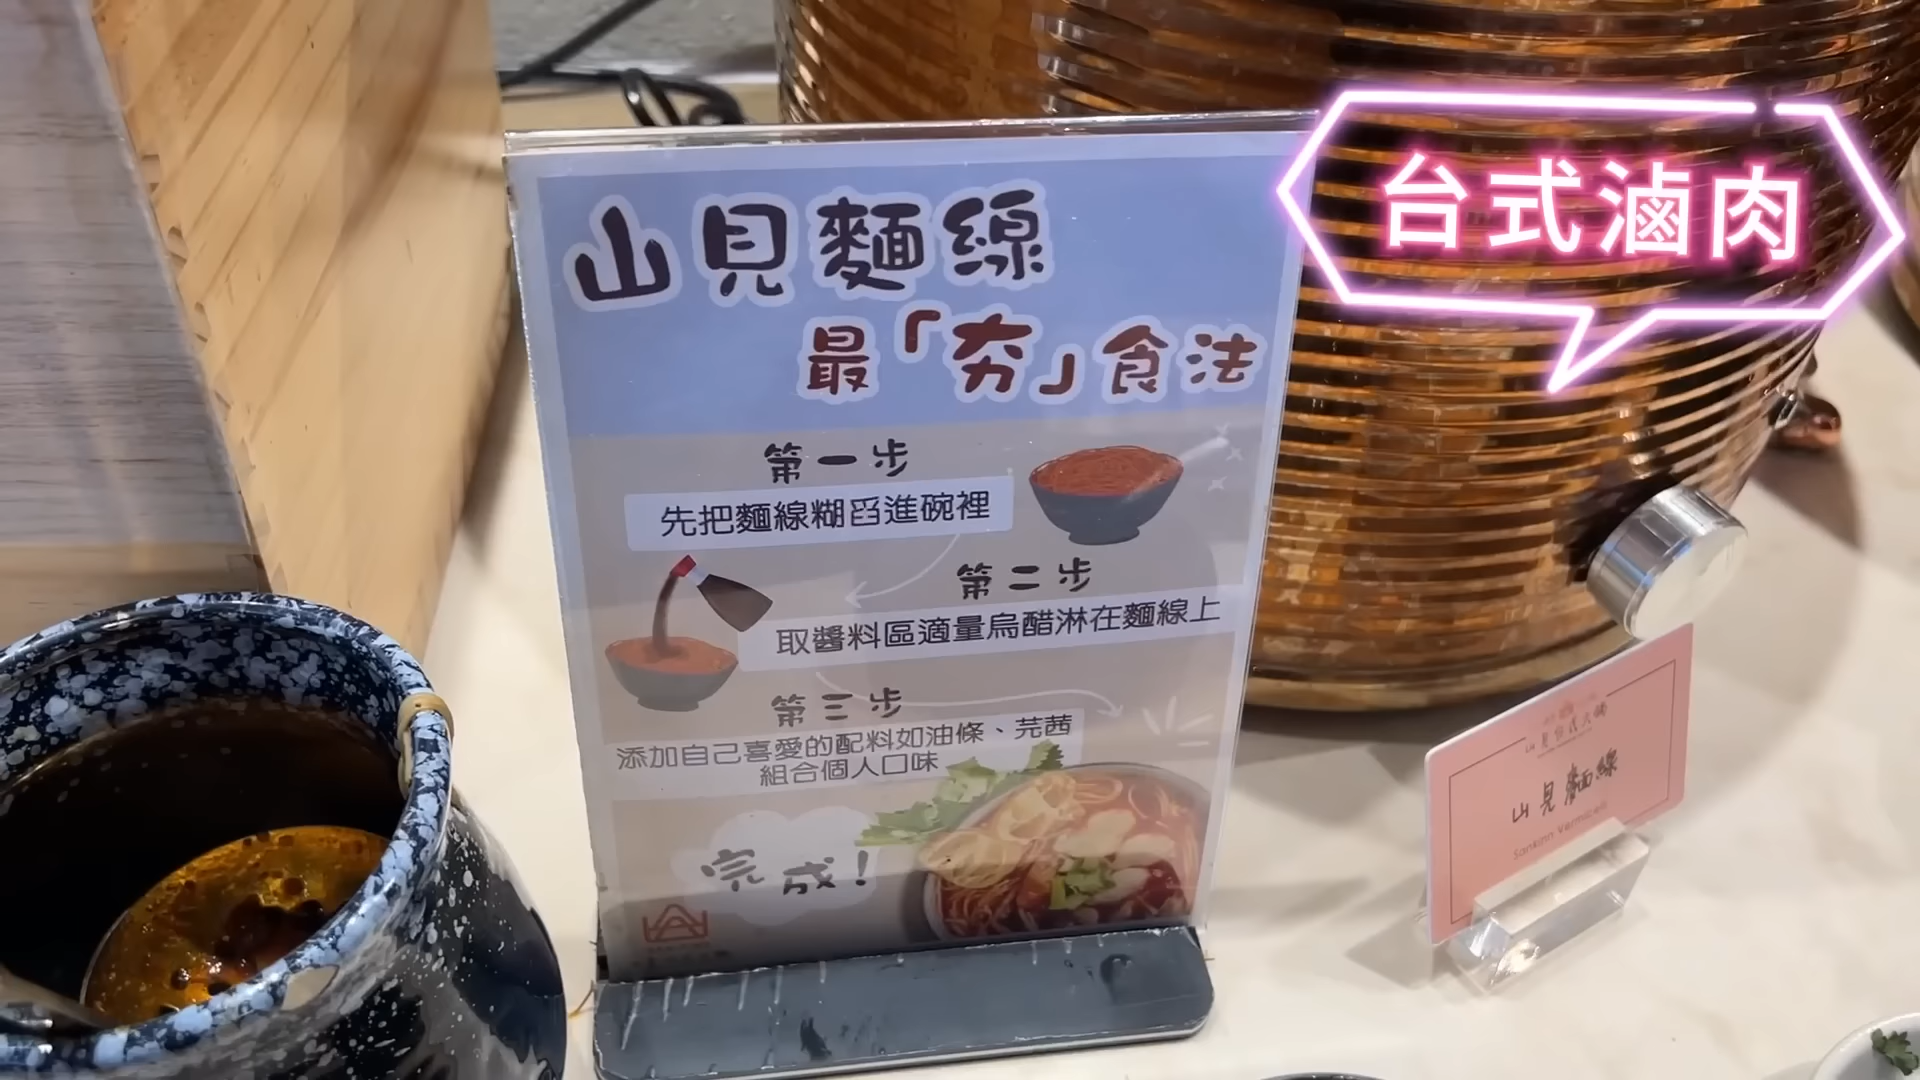 台式滷肉
山見麵線
最「夯」食法
第一步
先把麵線糊舀進碗裡
第二步
取醬料區適量烏醋淋在麵線上
第三步
添加自己喜愛的配料如油條、芫茜
組合個人口味
完成!
山見麵線